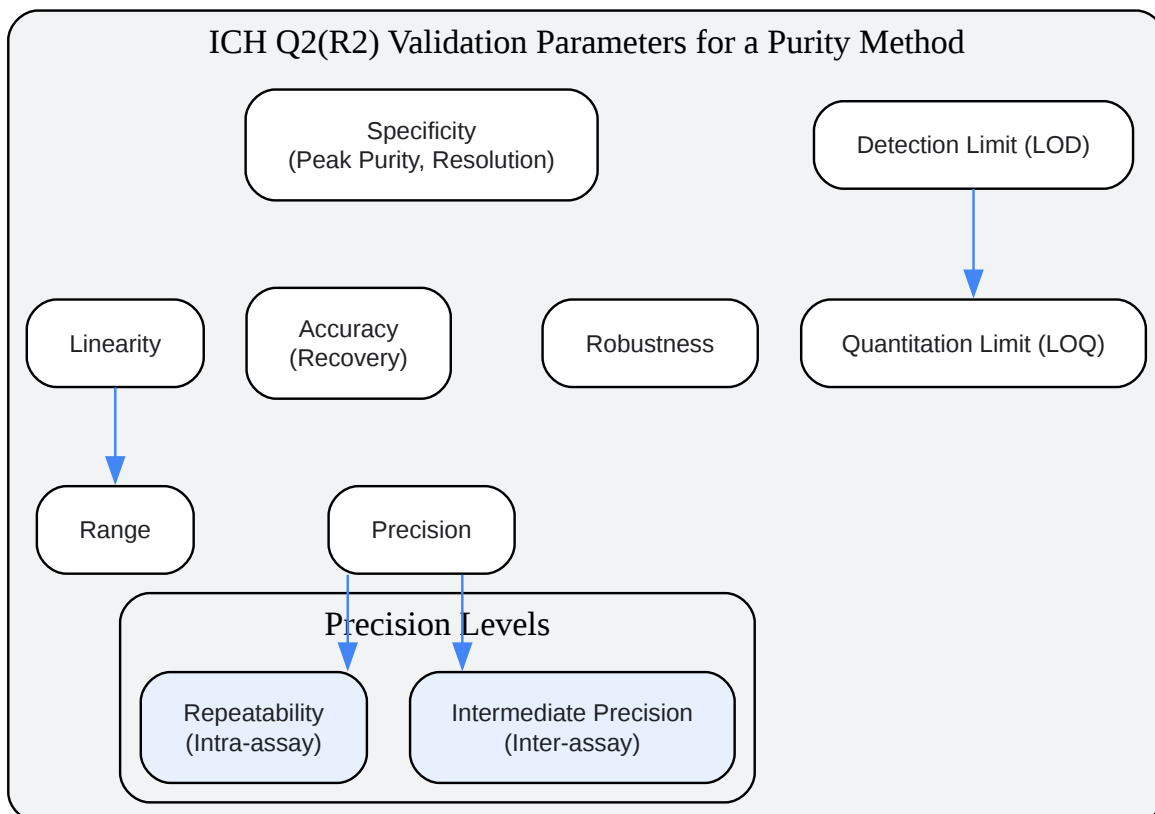 ICH Q2(R2) Validation Parameters for a Purity Method
Specificity
(Peak Purity, Resolution)
Detection Limit (LOD)
Linearity
Accuracy
(Recovery)
Robustness
Quantitation Limit (LOQ)
Range
Precision
Precision Levels
Repeatability
(Intra-assay)
Intermediate Precision
(Inter-assay)